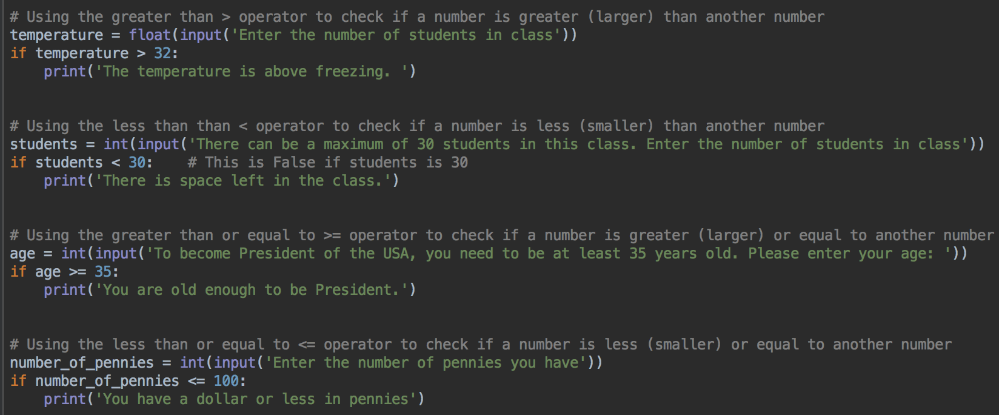 # Using the greater than > operator to check if a number is greater (larger) than another number
temperature = float(input('Enter the number of students in class'))
if temperature > 32:
    print('The temperature is above freezing. ')
# Using the less than than < operator to check if a number is less (smaller) than another number
students = int(input('There can be a maximum of 30 students in this class. Enter the number of students in class'))
if students < 30:    # This is False if students is 30
    print('There is space left in the class.')
# Using the greater than or equal to >= operator to check if a number is greater (larger) or equal to another number
age = int(input('To become President of the USA, you need to be at least 35 years old. Please enter your age: '))
if age >= 35:
    print('You are old enough to be President.')
# Using the less than or equal to <= operator to check if a number is less (smaller) or equal to another number
number_of_pennies = int(input('Enter the number of pennies you have'))
if number_of_pennies <= 100:
    print('You have a dollar or less in pennies')